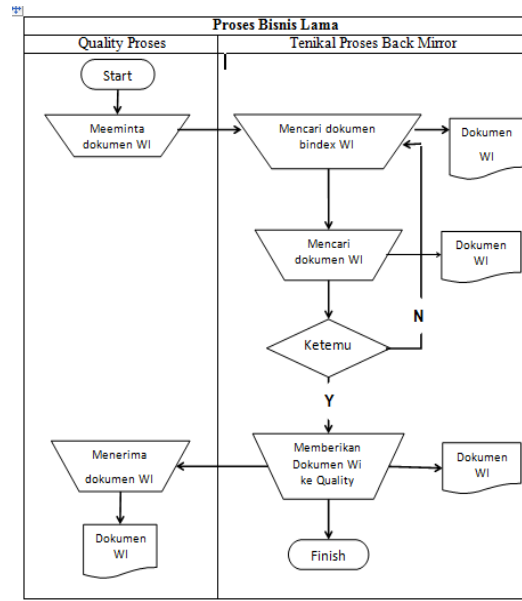 Proses Bisnis Lama
Quality Proses
Tenikal Proses Back Mirror
Start
Meeminta
dokumen WI
Mencari dokumen
bindex WI
Dokumen
WI
Mencari
dokumen WI
Dokumen
WI
Ketemu
N
Y
Memberikan
Dokumen Wi
ke Quality
Dokumen
WI
Menerima
dokumen WI
Dokumen
WI
Finish